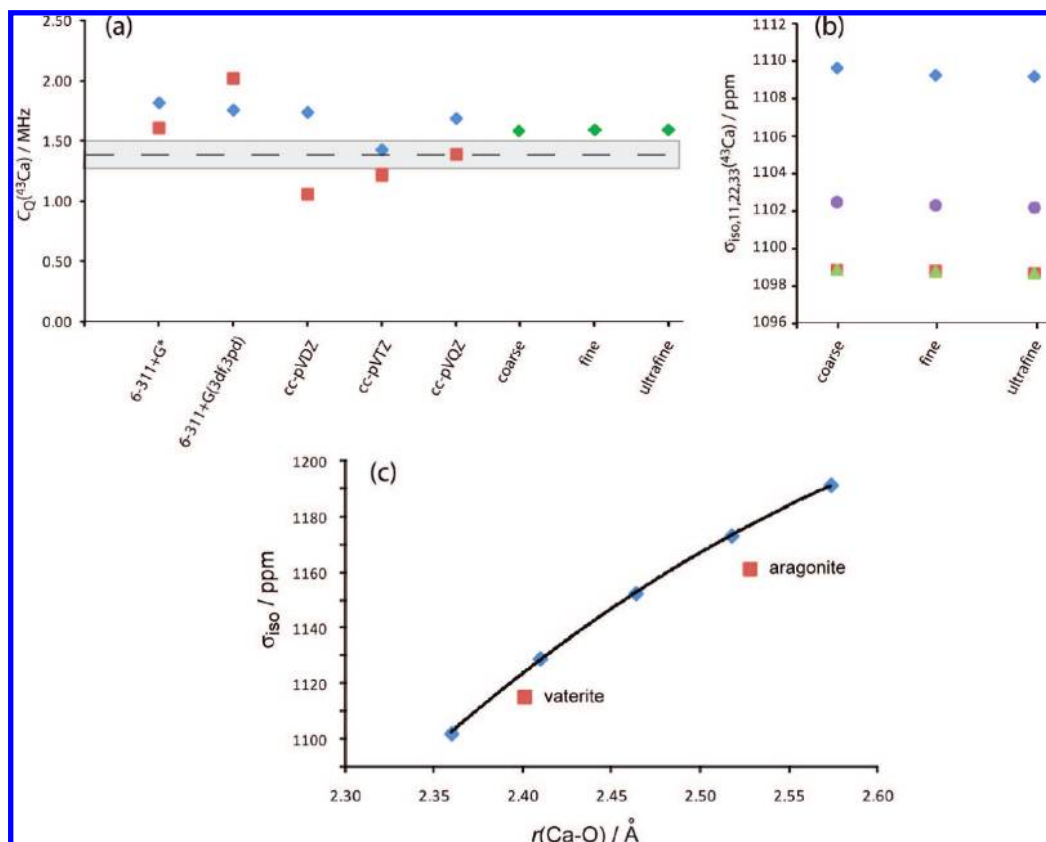 (a)
2.50
2.00
1.50
1.00
0.50
0.00
C_Q(⁴³Ca) / MHz
6-311+G*
6-311+G(3df,3pd)
cc-pVDZ
cc-pVTZ
cc-pVQZ
coarse
fine
ultrafine
(b)
1112
1110
1108
1106
1104
1102
1100
1098
1096
σ_iso,11,22,33(⁴³Ca) / ppm
coarse
fine
ultrafine
(c)
1200
1180
1160
1140
1120
1100
σ_iso / ppm
aragonite
vaterite
2.30
2.35
2.40
2.45
2.50
2.55
2.60
r(Ca-O) / Å